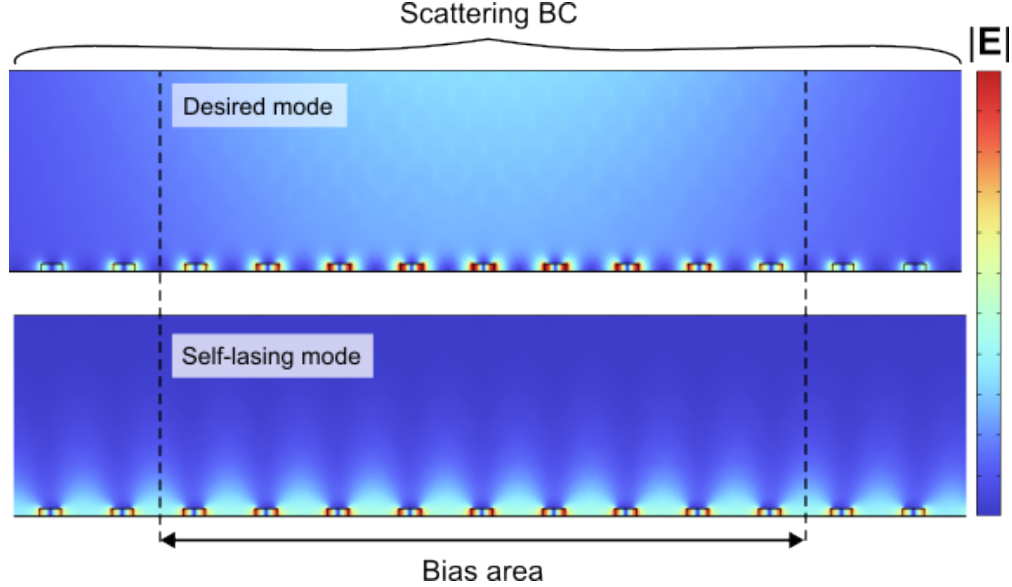 Scattering BC
|E|
Desired mode
Self-lasing mode
Bias area